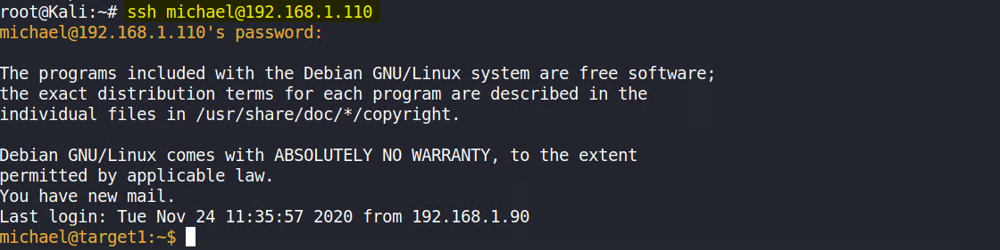 root@Kali:~# ssh michael@192.168.1.110
michael@192.168.1.110's password:
The programs included with the Debian GNU/Linux system are free software;
the exact distribution terms for each program are described in the
individual files in /usr/share/doc/*/copyright.
Debian GNU/Linux comes with ABSOLUTELY NO WARRANTY, to the extent
permitted by applicable law.
You have new mail.
Last login: Tue Nov 24 11:35:57 2020 from 192.168.1.90
michael@target1:~$